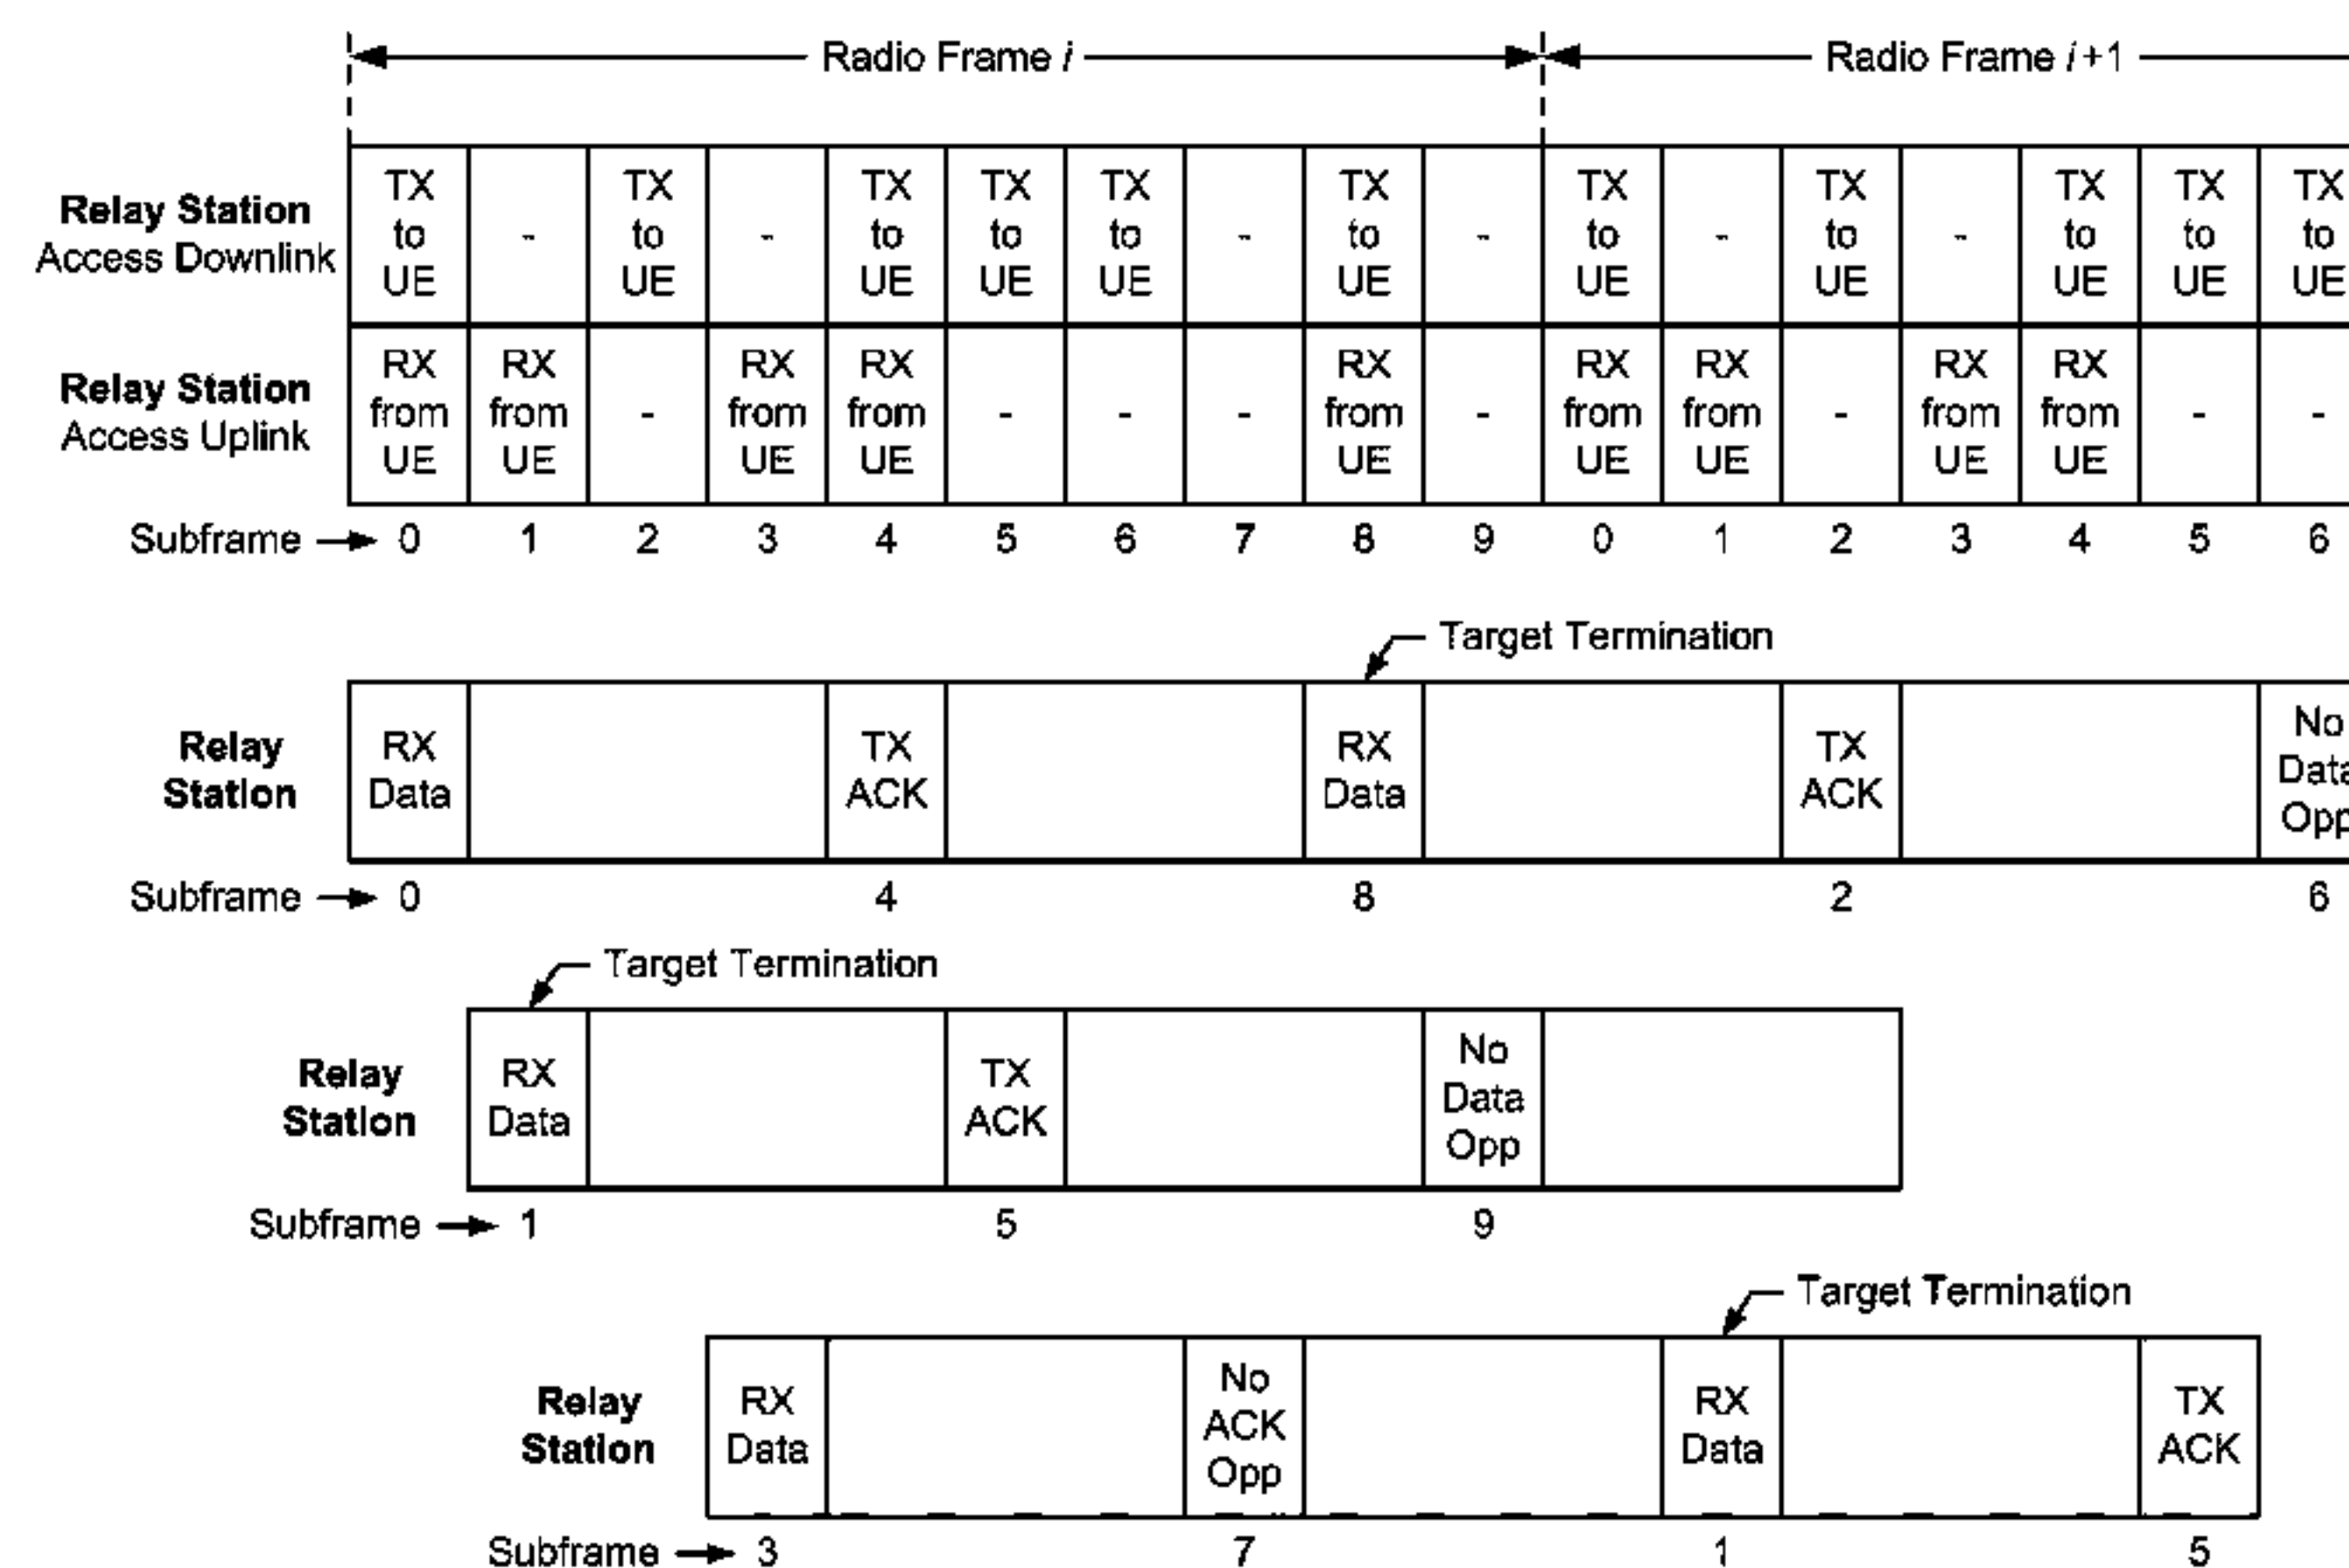 Radio Frame i Radio Frame i+1
Relay Station
Access Downlink
TX to UE - TX to UE - TX to UE TX to UE TX to UE - TX to UE - TX to UE - TX to UE - TX to UE TX to UE TX to UE
Relay Station
Access Uplink
RX from UE RX from UE - RX from UE RX from UE - - - RX from UE - RX from UE RX from UE - RX from UE RX from UE - -
Subframe 0 1 2 3 4 5 6 7 8 9 0 1 2 3 4 5 6
Target Termination
Relay
Station
RX Data TX ACK RX Data TX ACK No Data Opp
Subframe 0 4 8 2 6
Target Termination
Relay
Station
RX Data TX ACK No Data Opp
Subframe 1 5 9
Target Termination
Relay
Station
RX Data No ACK Opp RX Data TX ACK
Subframe 3 7 1 5